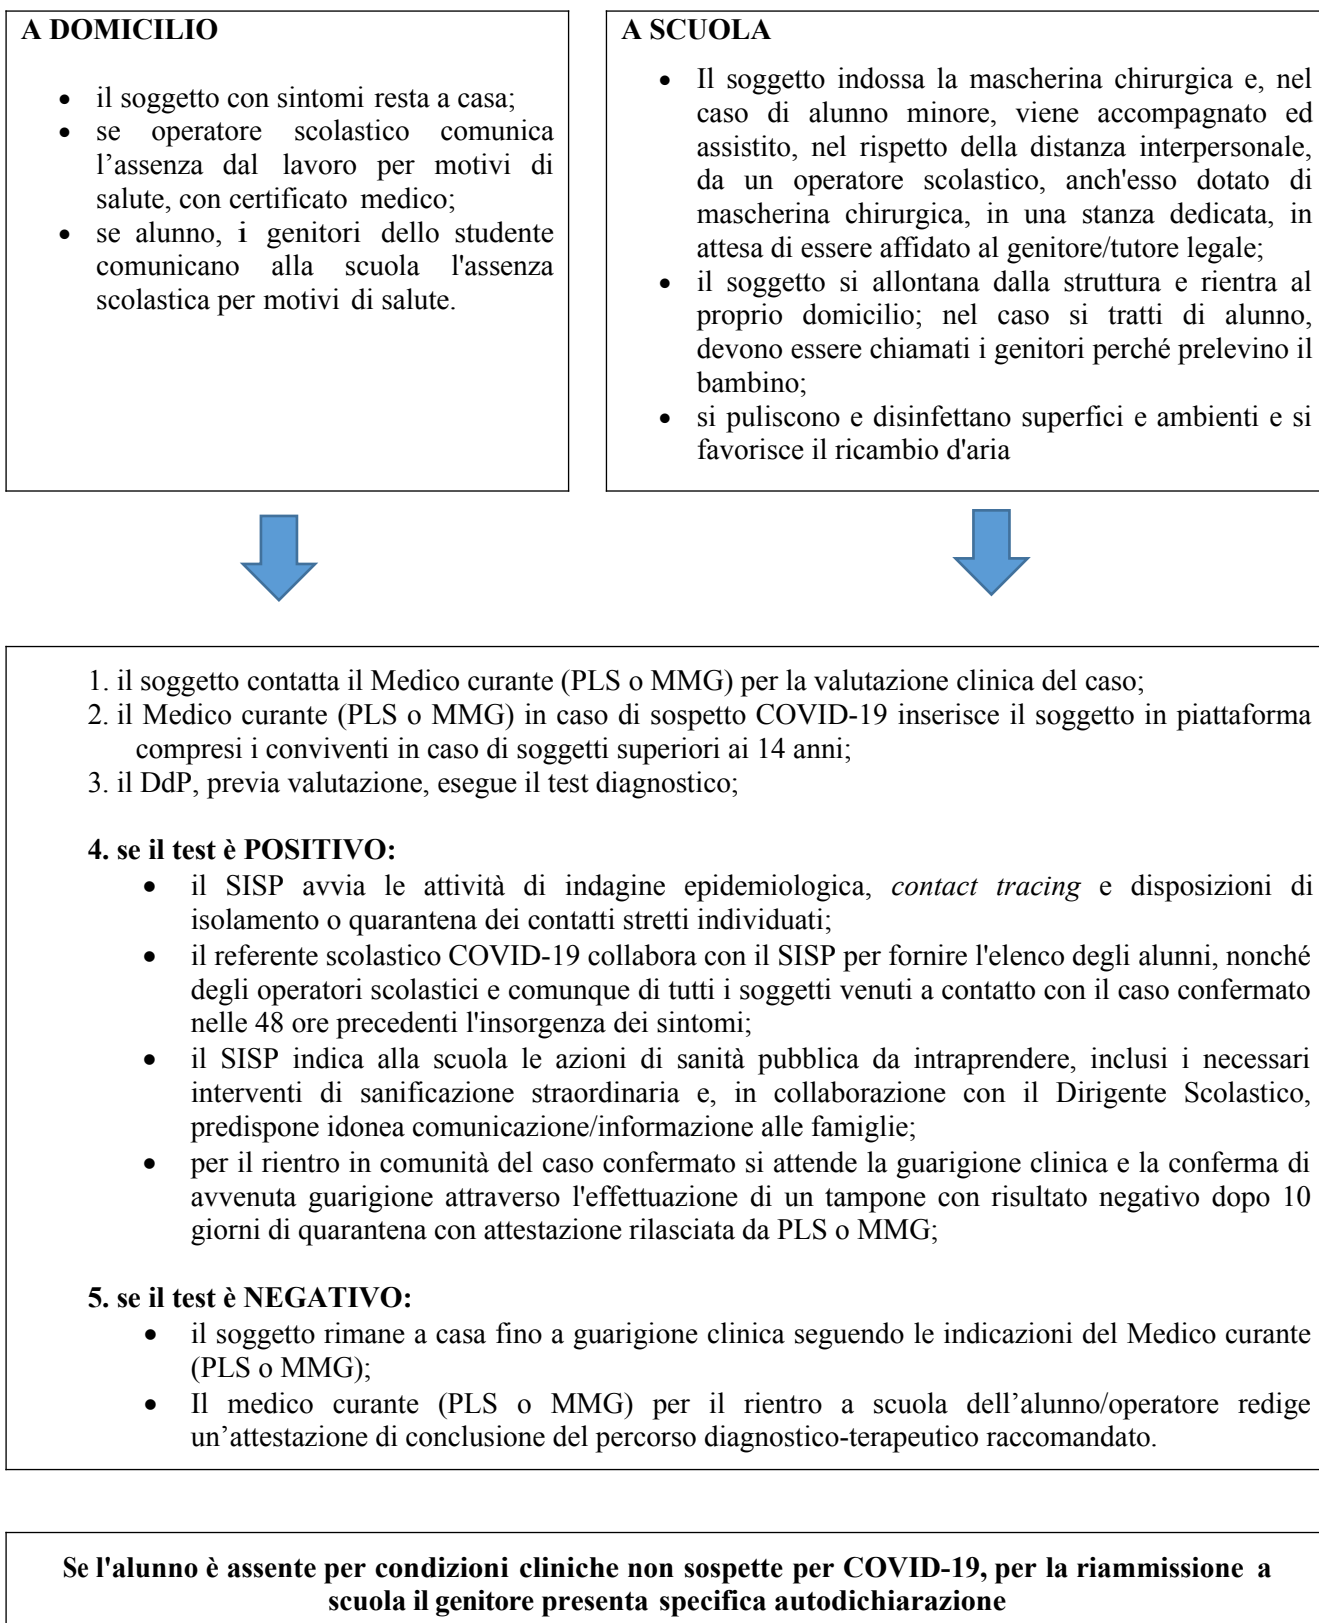 A DOMICILIO
• il soggetto con sintomi resta a casa;
• se operatore scolastico comunica
l’assenza dal lavoro per motivi di
salute, con certificato medico;
• se alunno, i genitori dello studente
comunicano alla scuola l'assenza
scolastica per motivi di salute.
A SCUOLA
• Il soggetto indossa la mascherina chirurgica e, nel
caso di alunno minore, viene accompagnato ed
assistito, nel rispetto della distanza interpersonale,
da un operatore scolastico, anch'esso dotato di
mascherina chirurgica, in una stanza dedicata, in
attesa di essere affidato al genitore/tutore legale;
• il soggetto si allontana dalla struttura e rientra al
proprio domicilio; nel caso si tratti di alunno,
devono essere chiamati i genitori perché prelevino il
bambino;
• si puliscono e disinfettano superfici e ambienti e si
favorisce il ricambio d'aria
1. il soggetto contatta il Medico curante (PLS o MMG) per la valutazione clinica del caso;
2. il Medico curante (PLS o MMG) in caso di sospetto COVID-19 inserisce il soggetto in piattaforma
compresi i conviventi in caso di soggetti superiori ai 14 anni;
3. il DdP, previa valutazione, esegue il test diagnostico;
4. se il test è POSITIVO:
• il SISP avvia le attività di indagine epidemiologica, contact tracing e disposizioni di
isolamento o quarantena dei contatti stretti individuati;
• il referente scolastico COVID-19 collabora con il SISP per fornire l'elenco degli alunni, nonché
degli operatori scolastici e comunque di tutti i soggetti venuti a contatto con il caso confermato
nelle 48 ore precedenti l'insorgenza dei sintomi;
• il SISP indica alla scuola le azioni di sanità pubblica da intraprendere, inclusi i necessari
interventi di sanificazione straordinaria e, in collaborazione con il Dirigente Scolastico,
predispone idonea comunicazione/informazione alle famiglie;
• per il rientro in comunità del caso confermato si attende la guarigione clinica e la conferma di
avvenuta guarigione attraverso l'effettuazione di un tampone con risultato negativo dopo 10
giorni di quarantena con attestazione rilasciata da PLS o MMG;
5. se il test è NEGATIVO:
• il soggetto rimane a casa fino a guarigione clinica seguendo le indicazioni del Medico curante
(PLS o MMG);
• Il medico curante (PLS o MMG) per il rientro a scuola dell’alunno/operatore redige
un’attestazione di conclusione del percorso diagnostico-terapeutico raccomandato.
Se l'alunno è assente per condizioni cliniche non sospette per COVID-19, per la riammissione a
scuola il genitore presenta specifica autodichiarazione